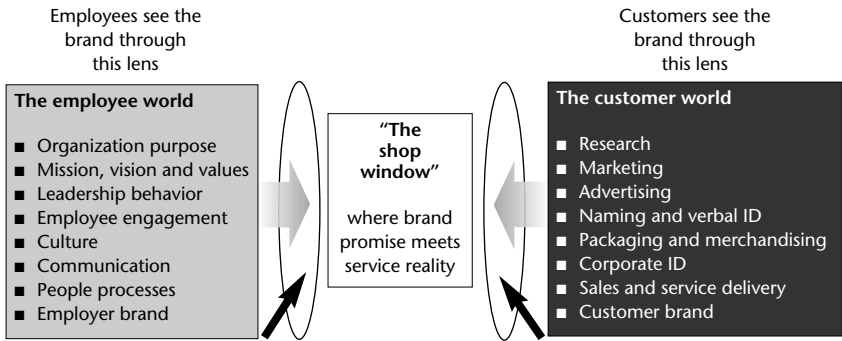 Employees see the
brand through
this lens
Customers see the
brand through
this lens
The employee world
■ Organization purpose
■ Mission, vision and values
■ Leadership behavior
■ Employee engagement
■ Culture
■ Communication
■ People processes
■ Employer brand
“The
shop
window”
where brand
promise meets
service reality
The customer world
■ Research
■ Marketing
■ Advertising
■ Naming and verbal ID
■ Packaging and merchandising
■ Corporate ID
■ Sales and service delivery
■ Customer brand